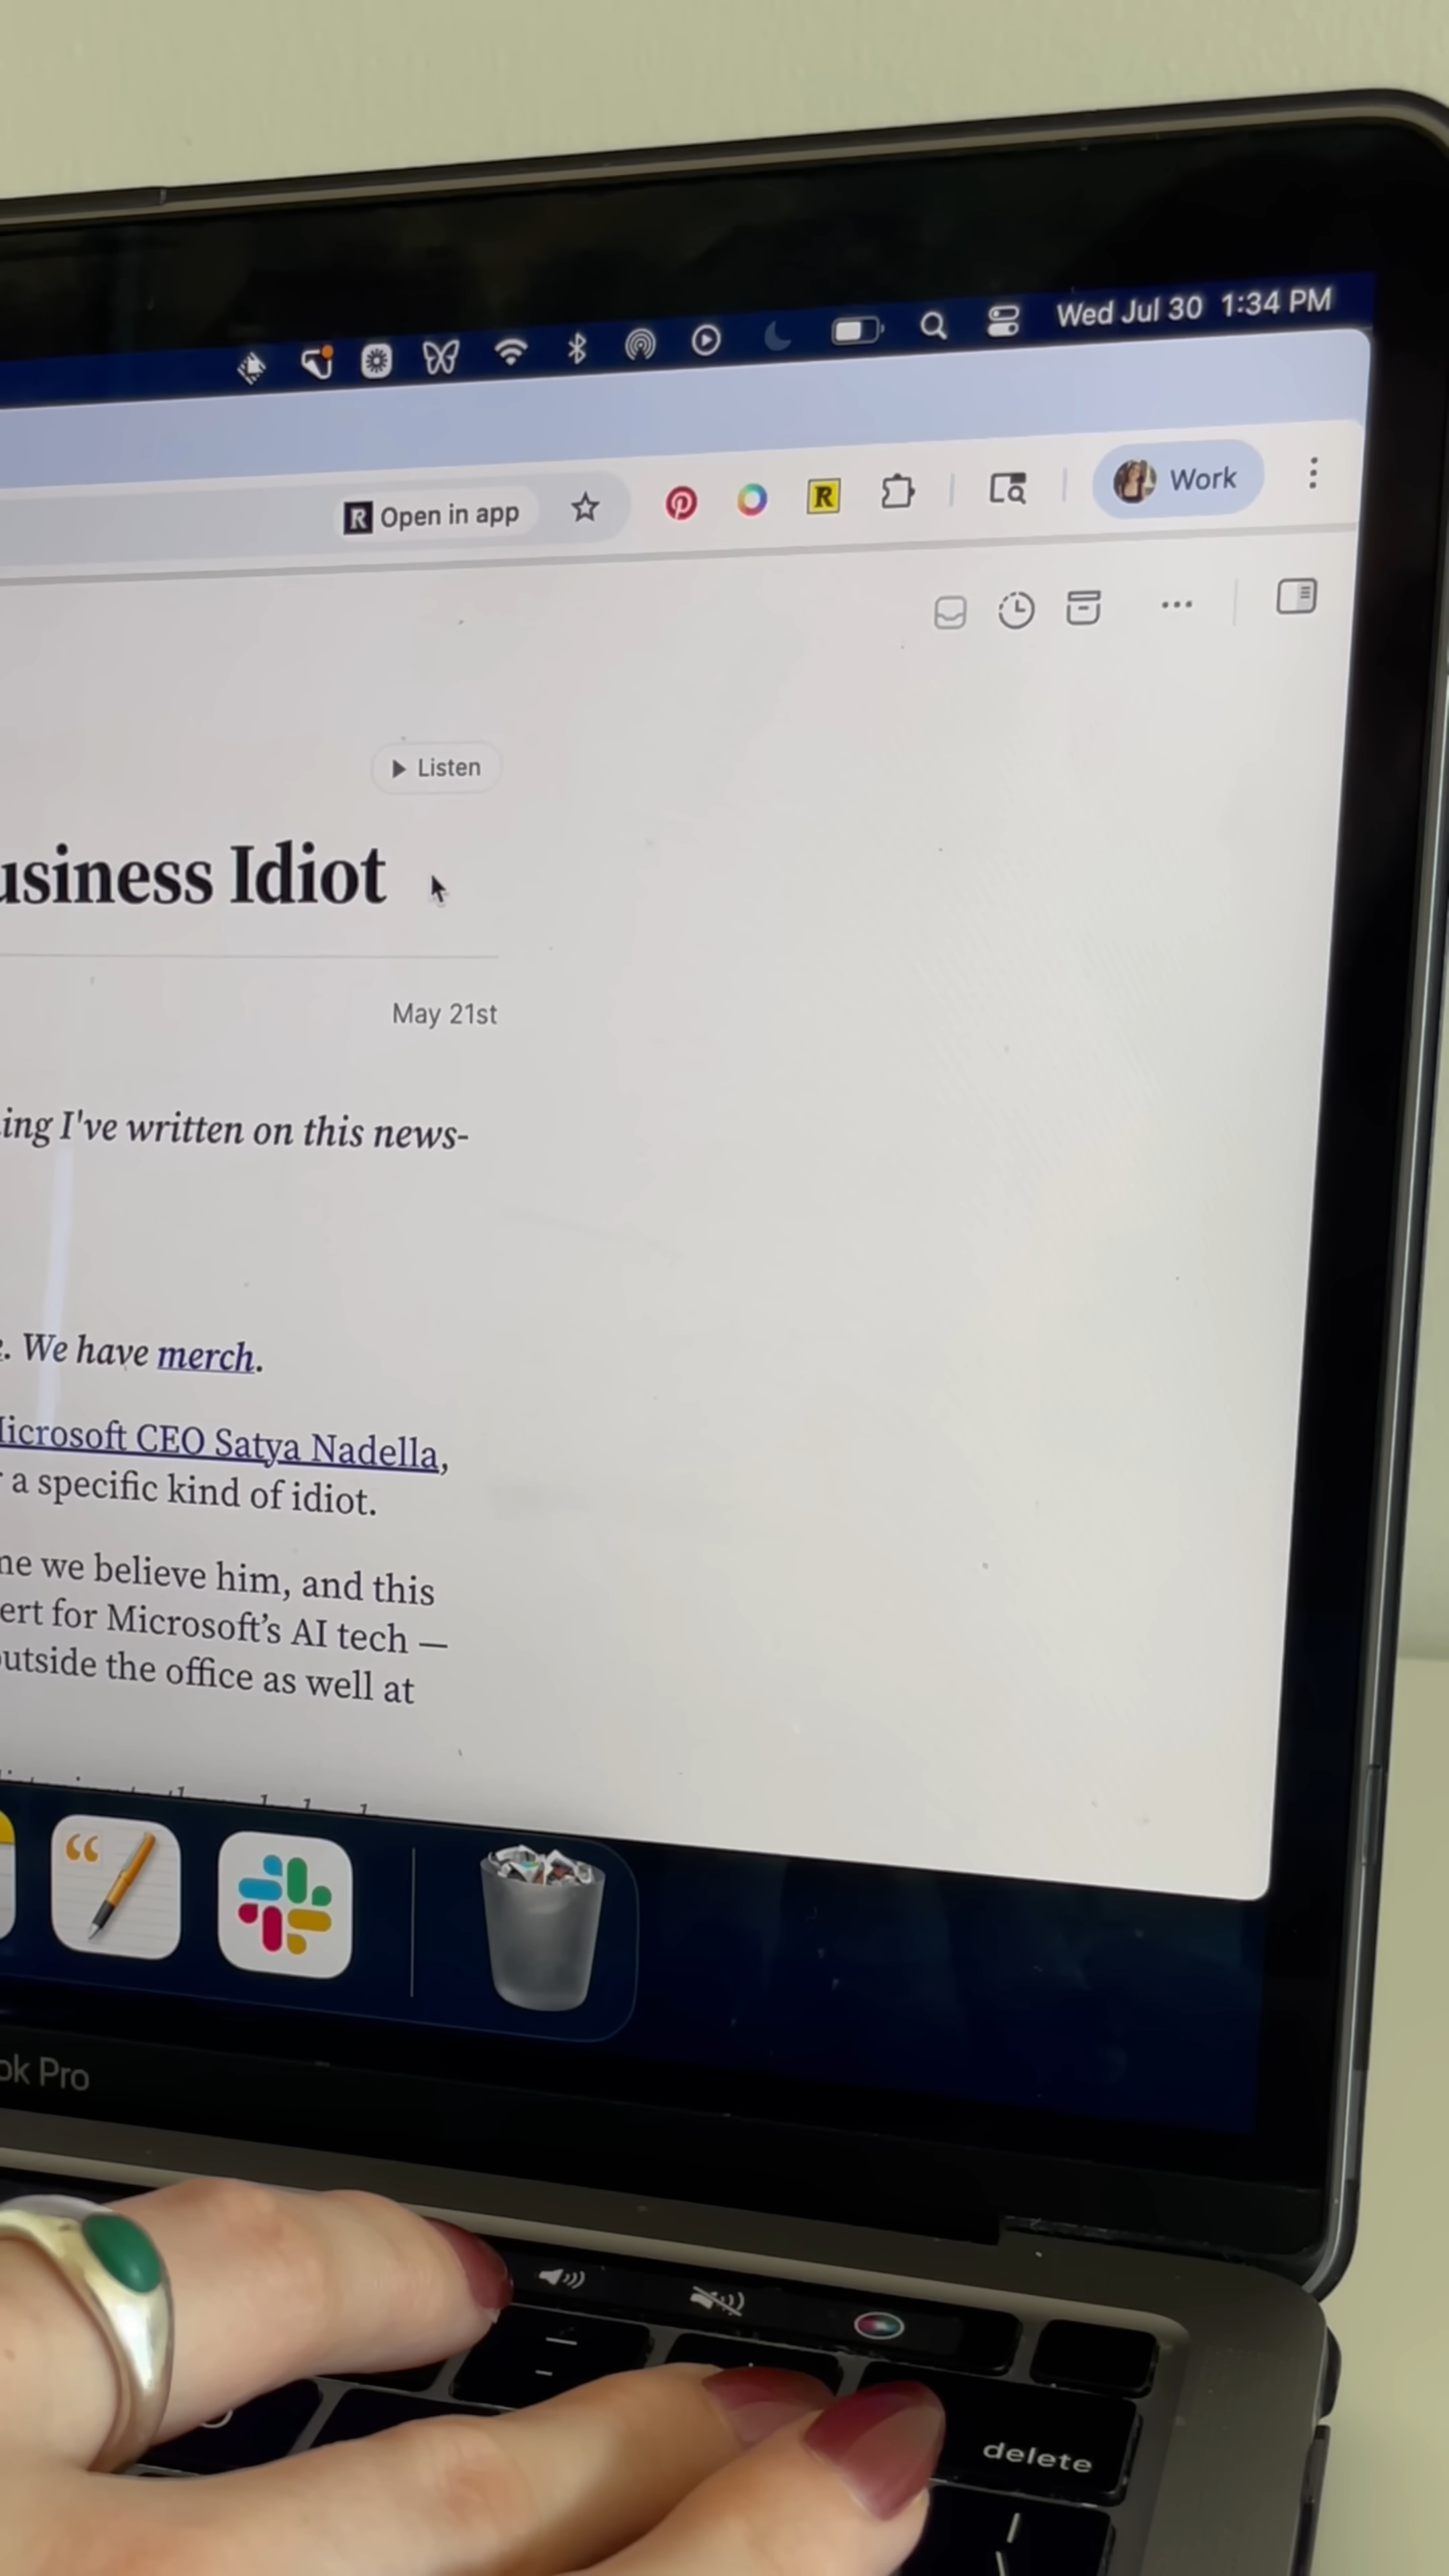 Wed Jul 30 1:34 PM
R Open in app
R
Work
Listen
usiness Idiot
May 21st
ing I've written on this news-
. We have merch.
icrosoft CEO Satya Nadella,
a specific kind of idiot.
ne we believe him, and this
ert for Microsoft's AI tech —
utside the office as well at
ok Pro
delete